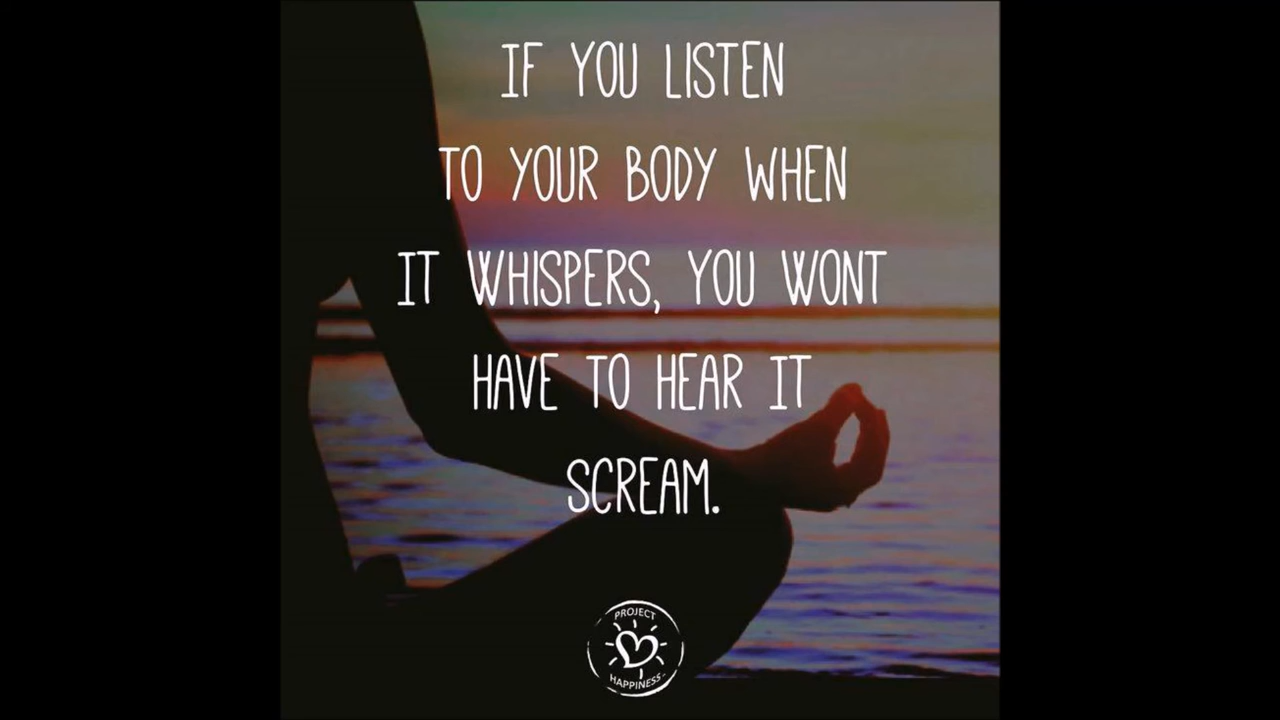 IF YOU LISTEN
TO YOUR BODY WHEN
IT WHISPERS, YOU WONT
HAVE TO HEAR IT
SCREAM.
PROJECT
HAPPINESS